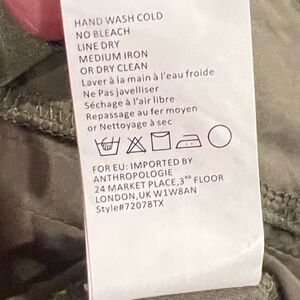 HAND WASH COLD
NO BLEACH
LINE DRY
MEDIUM IRON
OR DRY CLEAN
Laver à la main à l'eau froide
Ne Pas javelliser
Séchage à l'air libre
Repassage au fer moyen
or Nettoyage à sec
FOR EU: IMPORTED BY
ANTHROPOLOGIE
24 MARKET PLACE,3RD FLOOR
LONDON,UK W1W8AN
Style#72078TX